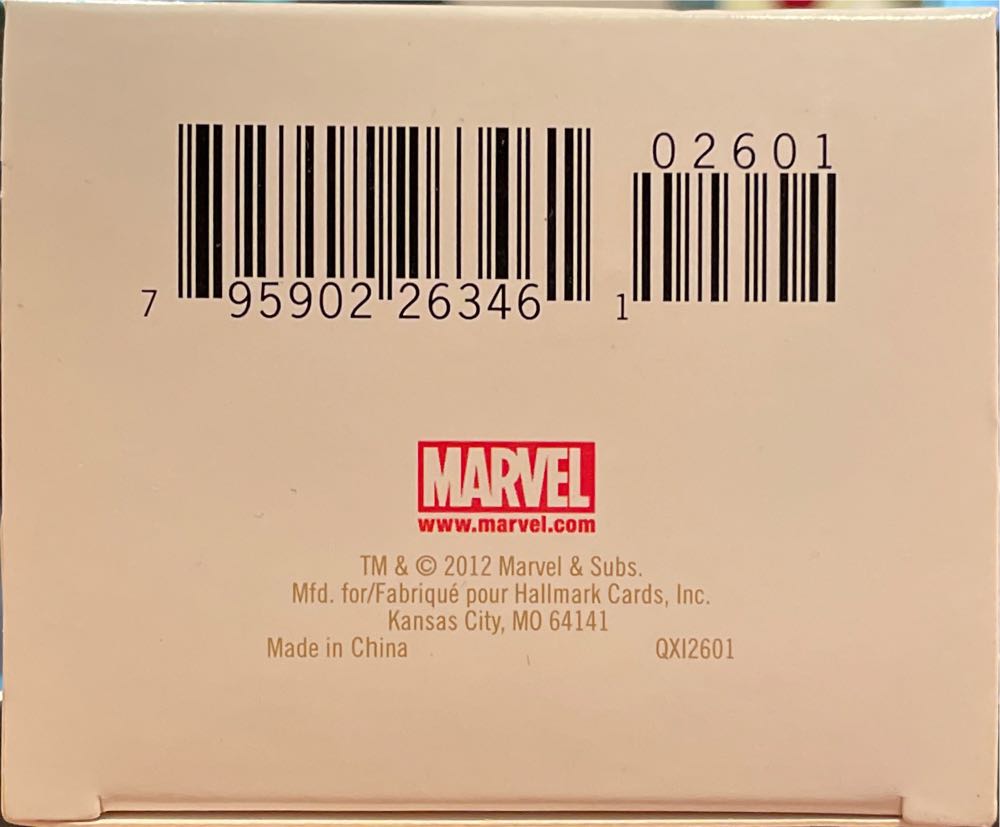 02601
7 95902 26346 1
MARVEL
www.marvel.com
TM & © 2012 Marvel & Subs.
Mfd. for/Fabriqué pour Hallmark Cards, Inc.
Kansas City, MO 64141
Made in China QXI2601